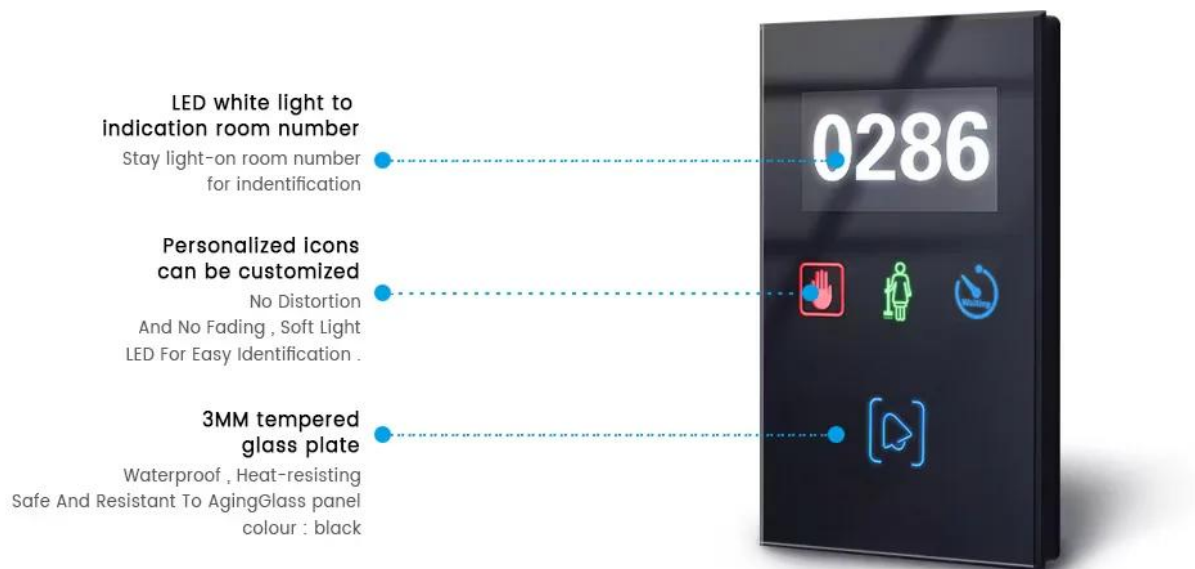 LED white light to
indication room number
Stay light-on room number
for indentification
Personalized icons
can be customized
No Distortion
And No Fading , Soft Light
LED For Easy Identification .
3MM tempered
glass plate
Waterproof , Heat-resisting
Safe And Resistant To AgingGlass panel
colour : black
0286
Waiting